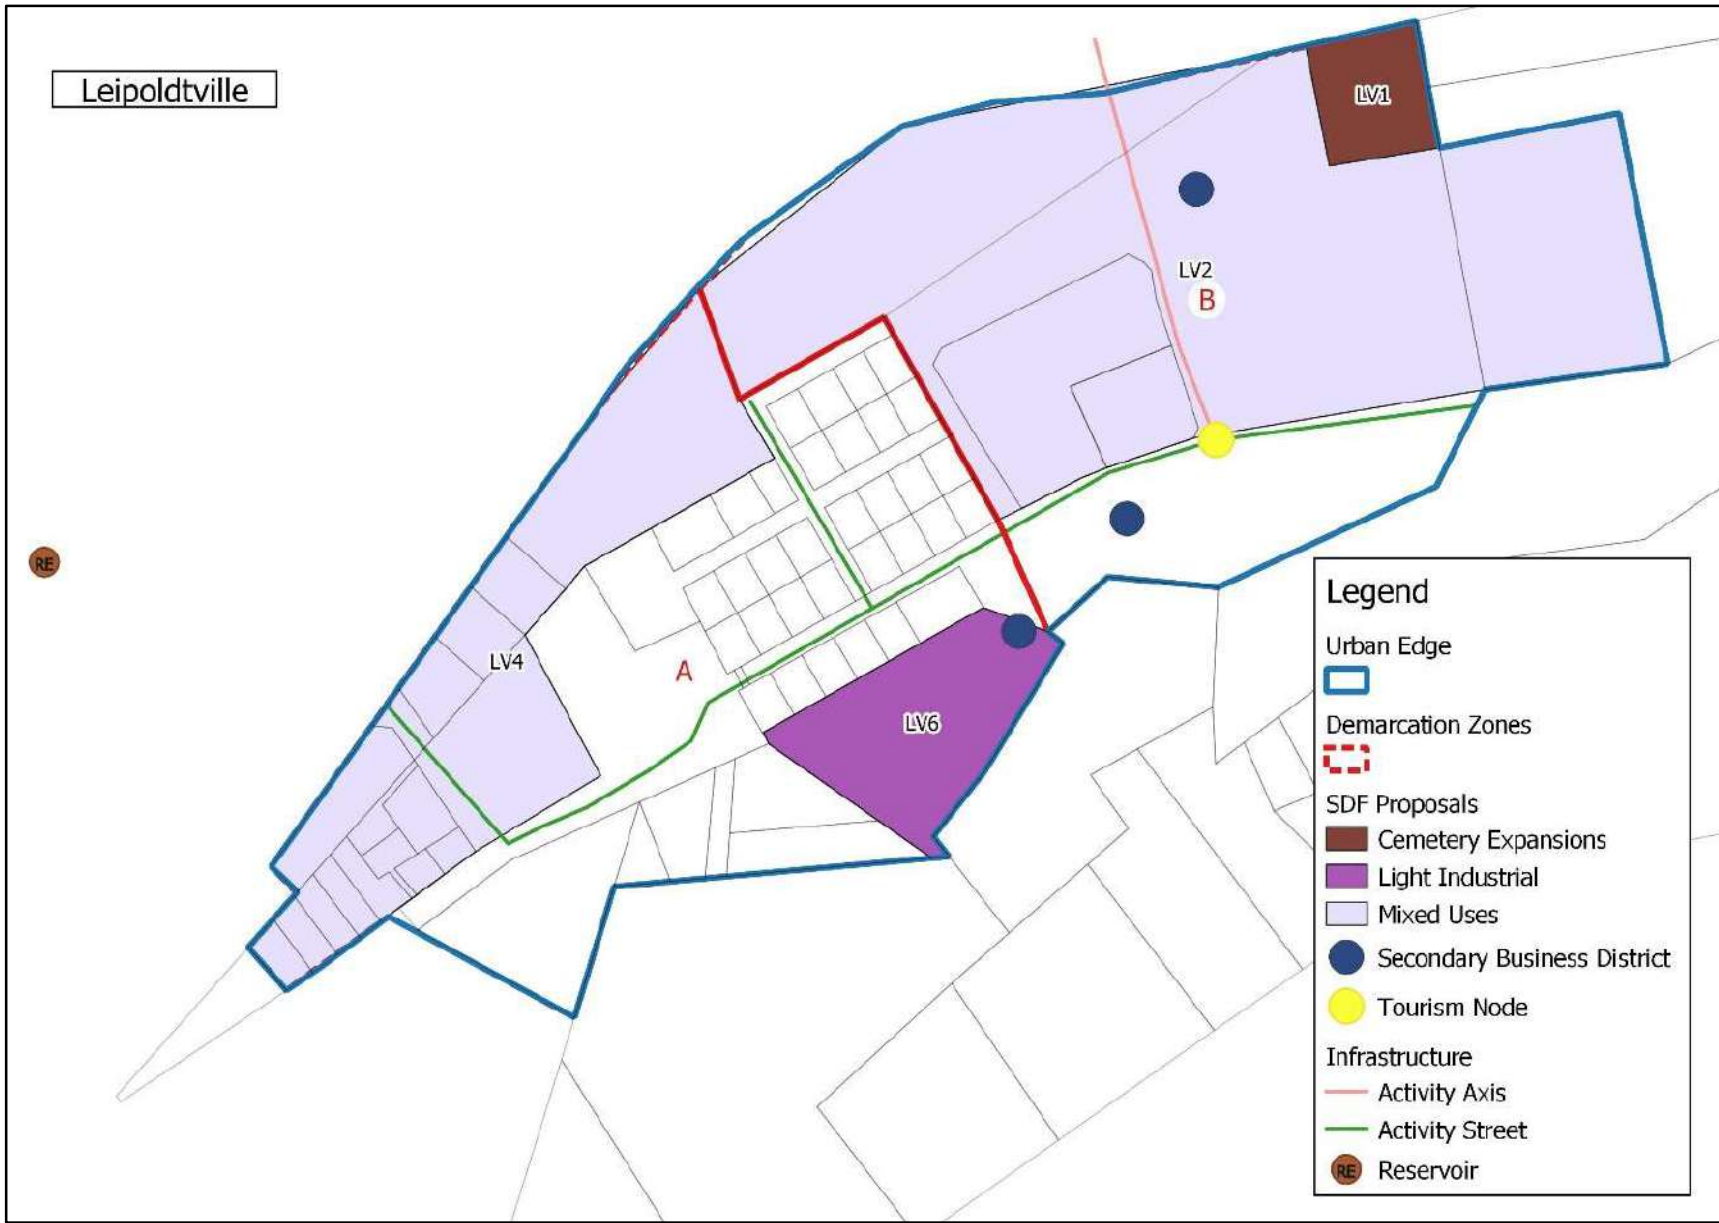 Leipoldtville
LV1
LV2
B
RE
LV4
A
LV6
Legend
Urban Edge
Demarcation Zones
SDF Proposals
Cemetery Expansions
Light Industrial
Mixed Uses
Secondary Business District
Tourism Node
Infrastructure
Activity Axis
Activity Street
RE Reservoir